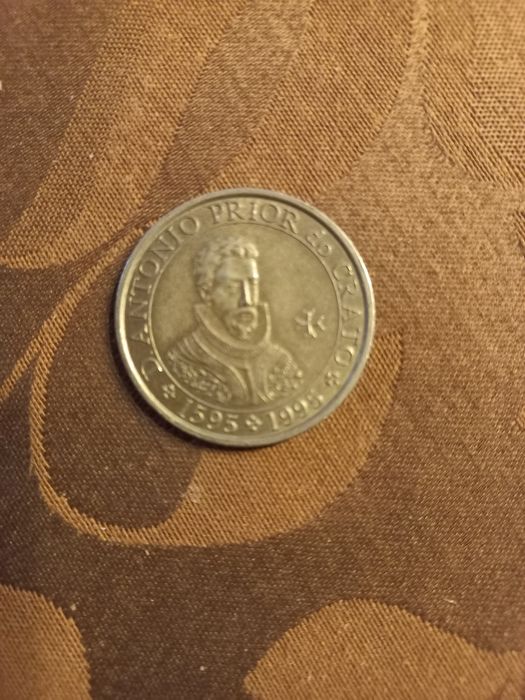 D. ANTONIO PRIOR do CRATO
1595 1995